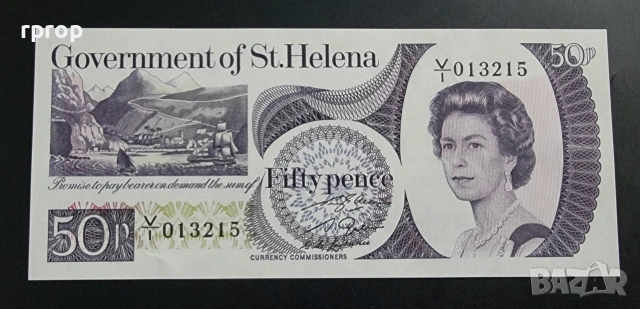 rprop
Government of St.Helena
50p
V/1 013215
Promise to pay bearer on demand the sum of
Fifty pence
50p
V/1 013215
CURRENCY COMMISSIONERS
BAZAR